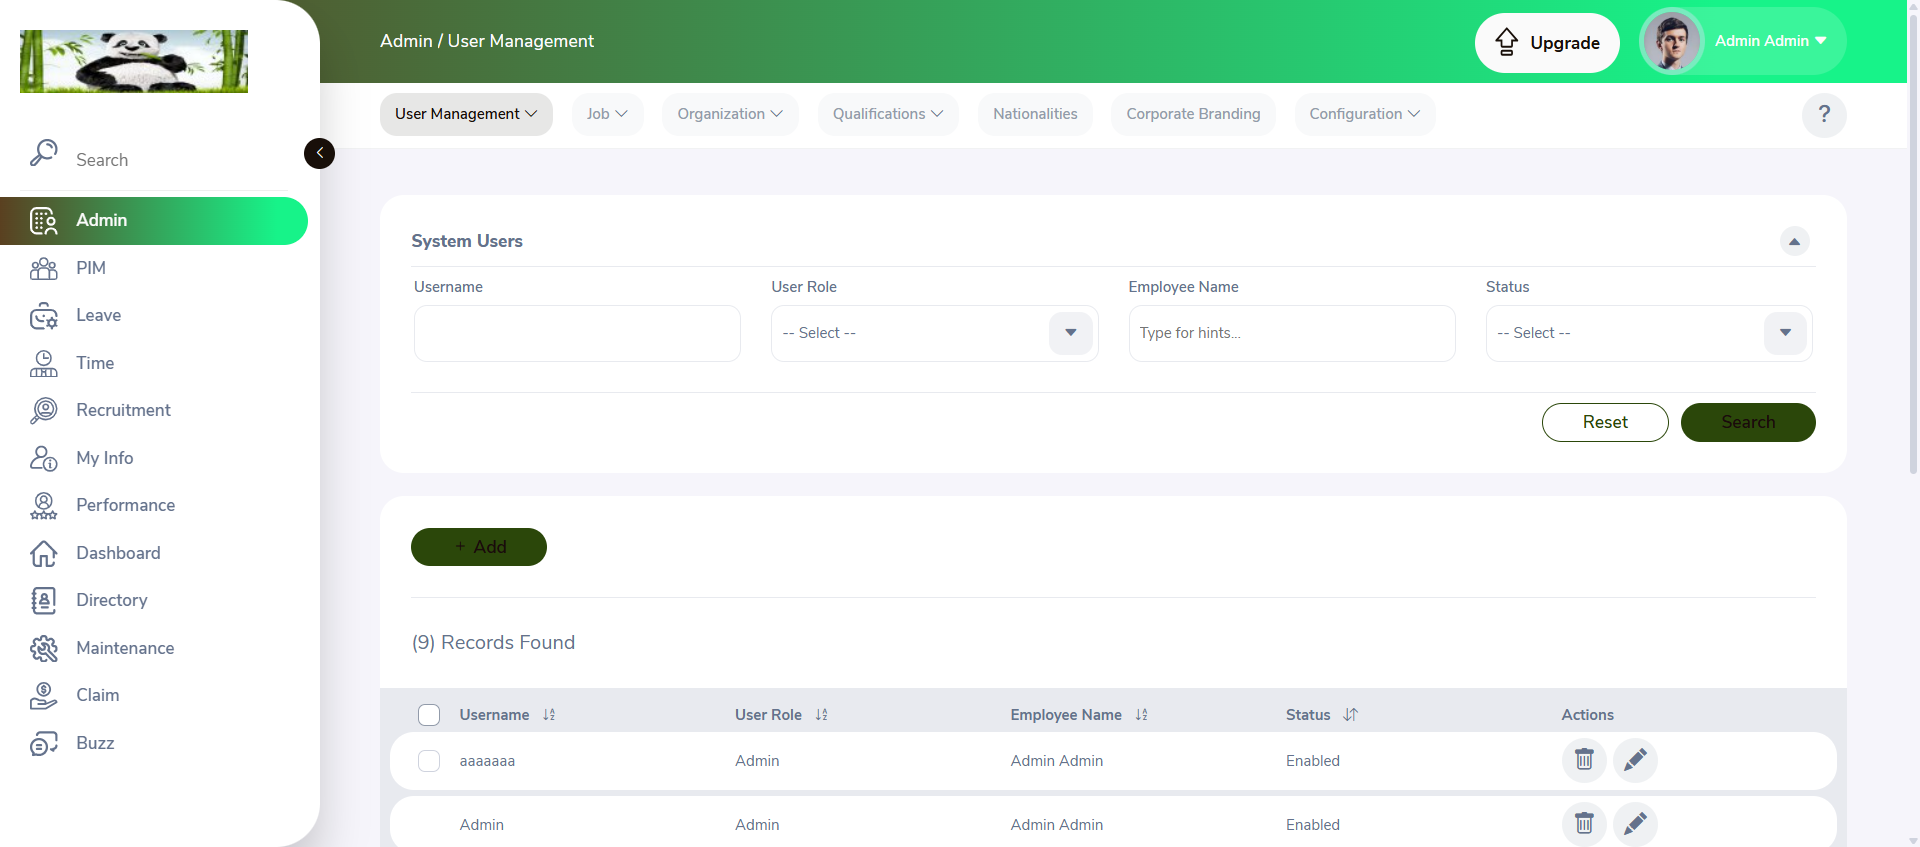 Admin / User Management
Upgrade
Admin Admin
User Management
Job
Organization
Qualifications
Nationalities
Corporate Branding
Configuration
?
Search
Admin
PIM
Leave
Time
Recruitment
My Info
Performance
Dashboard
Directory
Maintenance
Claim
Buzz
System Users
Username User Role Employee Name Status
-- Select -- Type for hints... -- Select --
Reset Search
+ Add
(9) Records Found
Username User Role Employee Name Status Actions
aaaaaaa Admin Admin Admin Enabled
Admin Admin Admin Admin Enabled